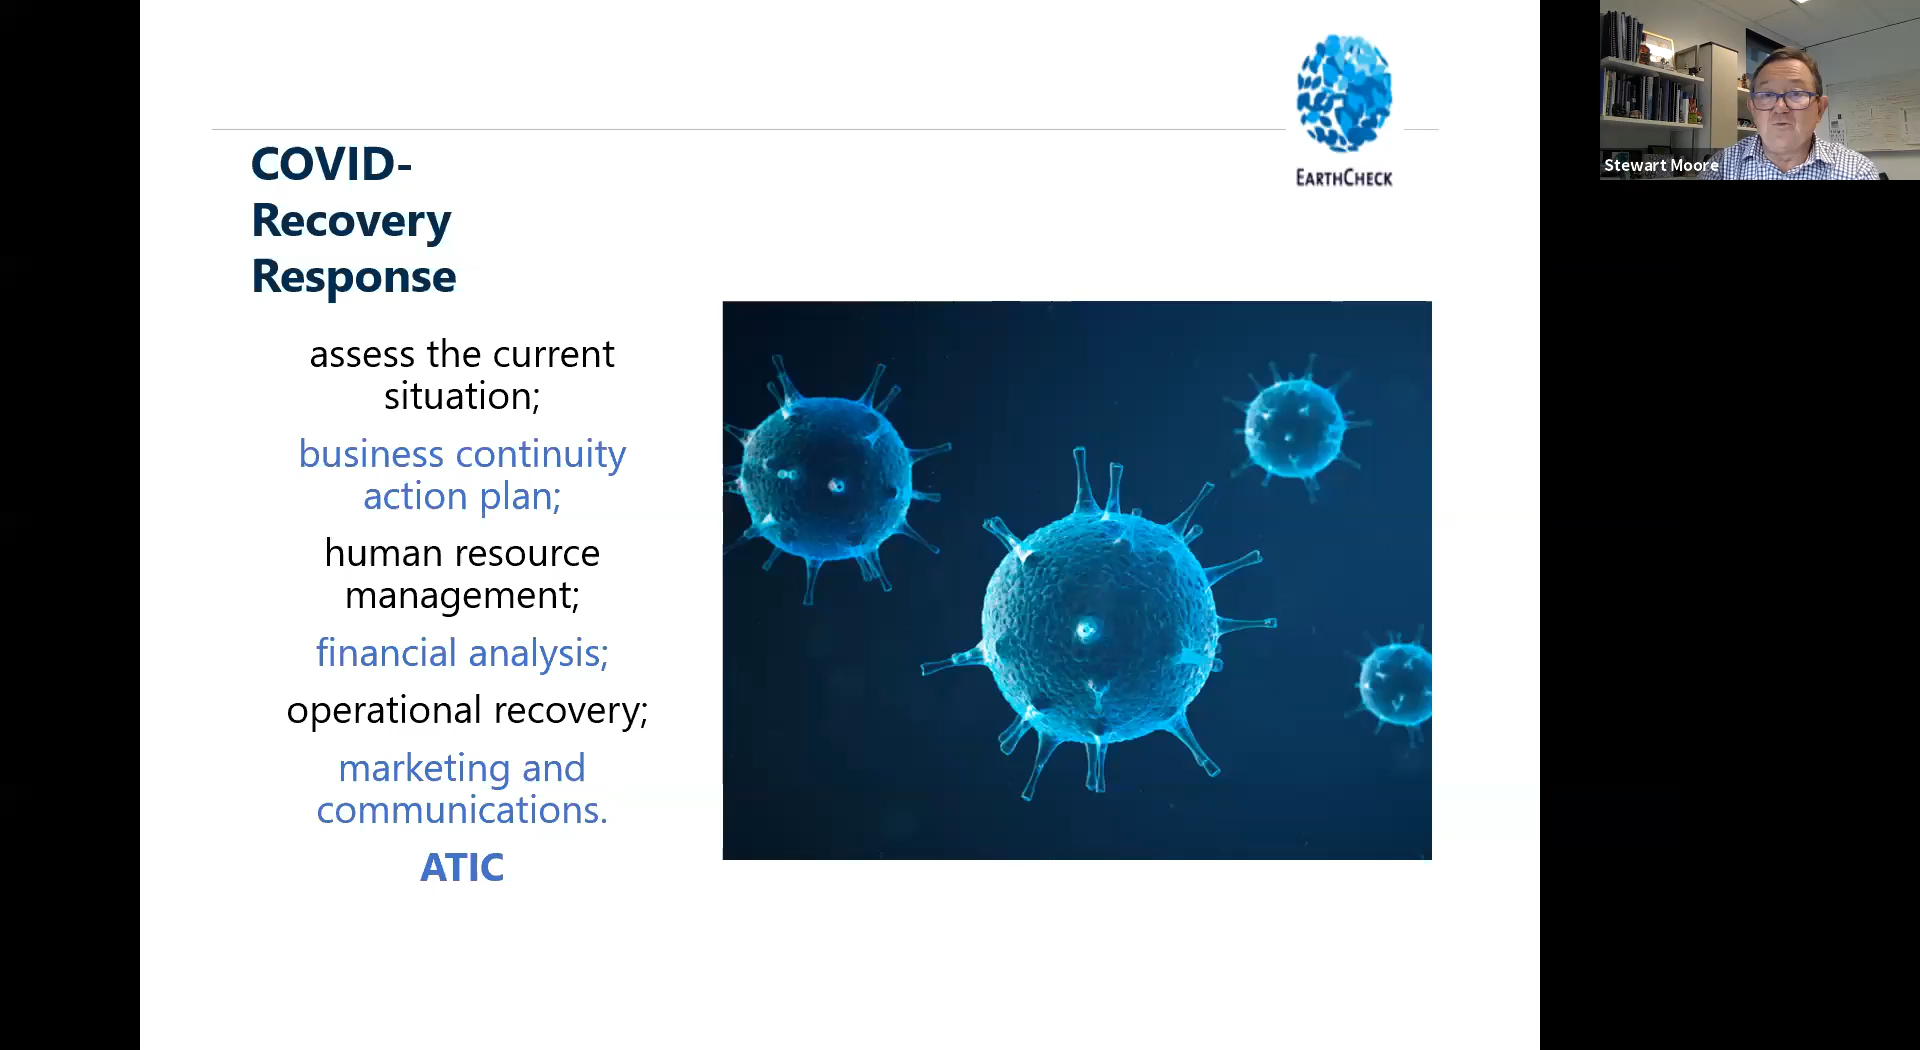 EARTHCHECK
COVID-
Recovery
Response
assess the current
situation;
business continuity
action plan;
human resource
management;
financial analysis;
operational recovery;
marketing and
communications.
ATIC
Stewart Moore